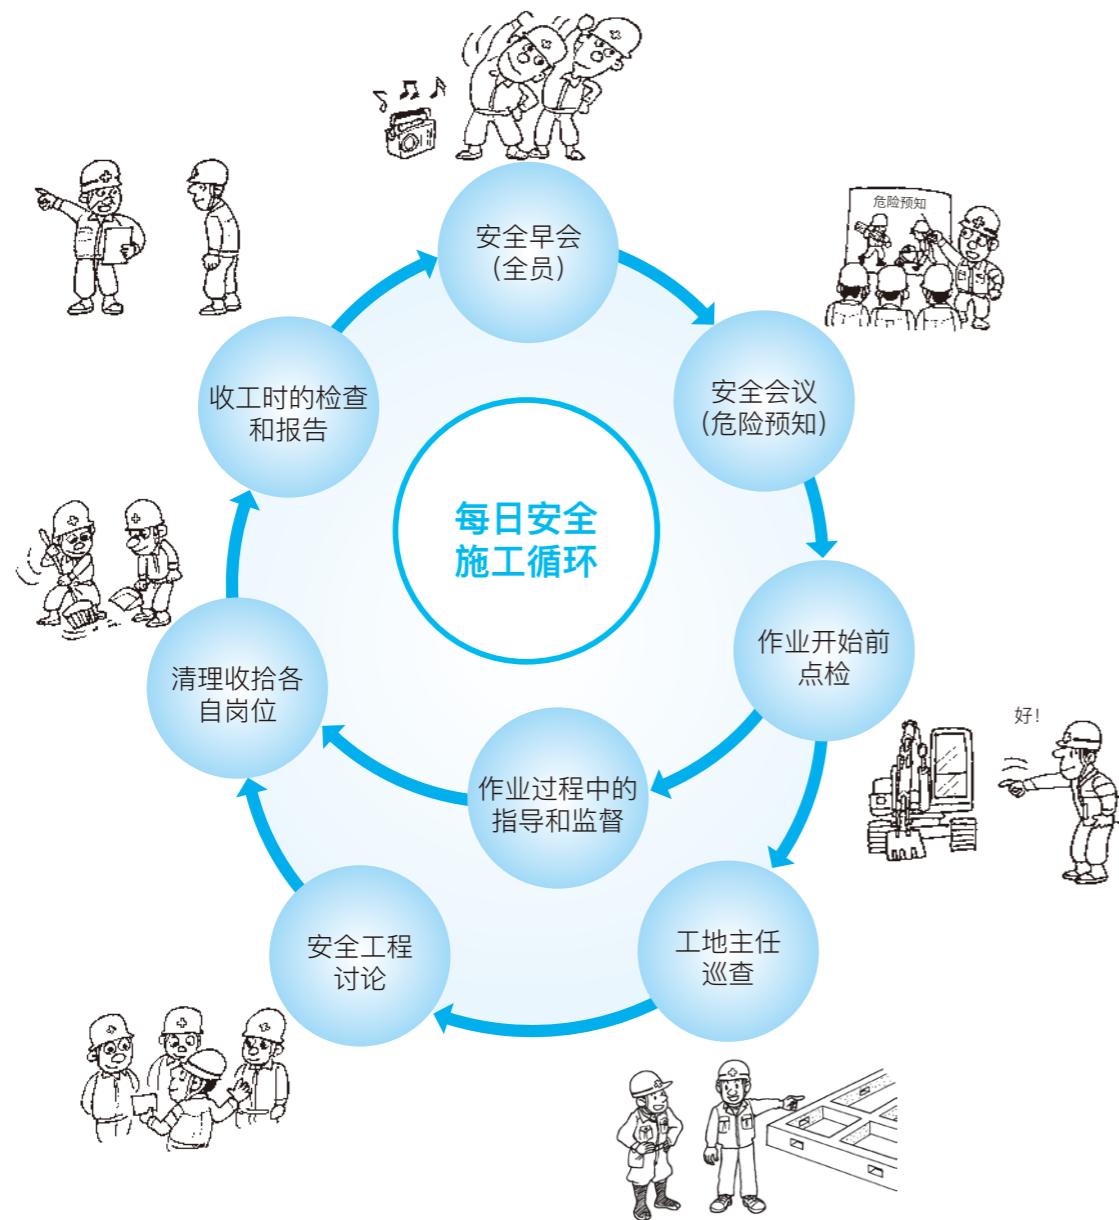 安全早会
（全员）
危险预知
安全会议
（危险预知）
收工时的检查
和报告
每日安全
施工循环
作业开始前
点检
清理收拾各
自岗位
好！
作业过程中的
指导和监督
安全工程
讨论
工地主任
巡查